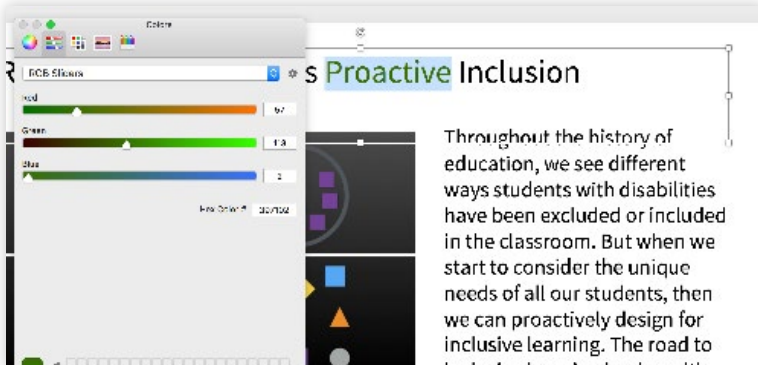 Colors
RGB Sliders
Red
Green
Blue
Hex Color #
s Proactive Inclusion
Throughout the history of
education, we see different
ways students with disabilities
have been excluded or included
in the classroom. But when we
start to consider the unique
needs of all our students, then
we can proactively design for
inclusive learning. The road to